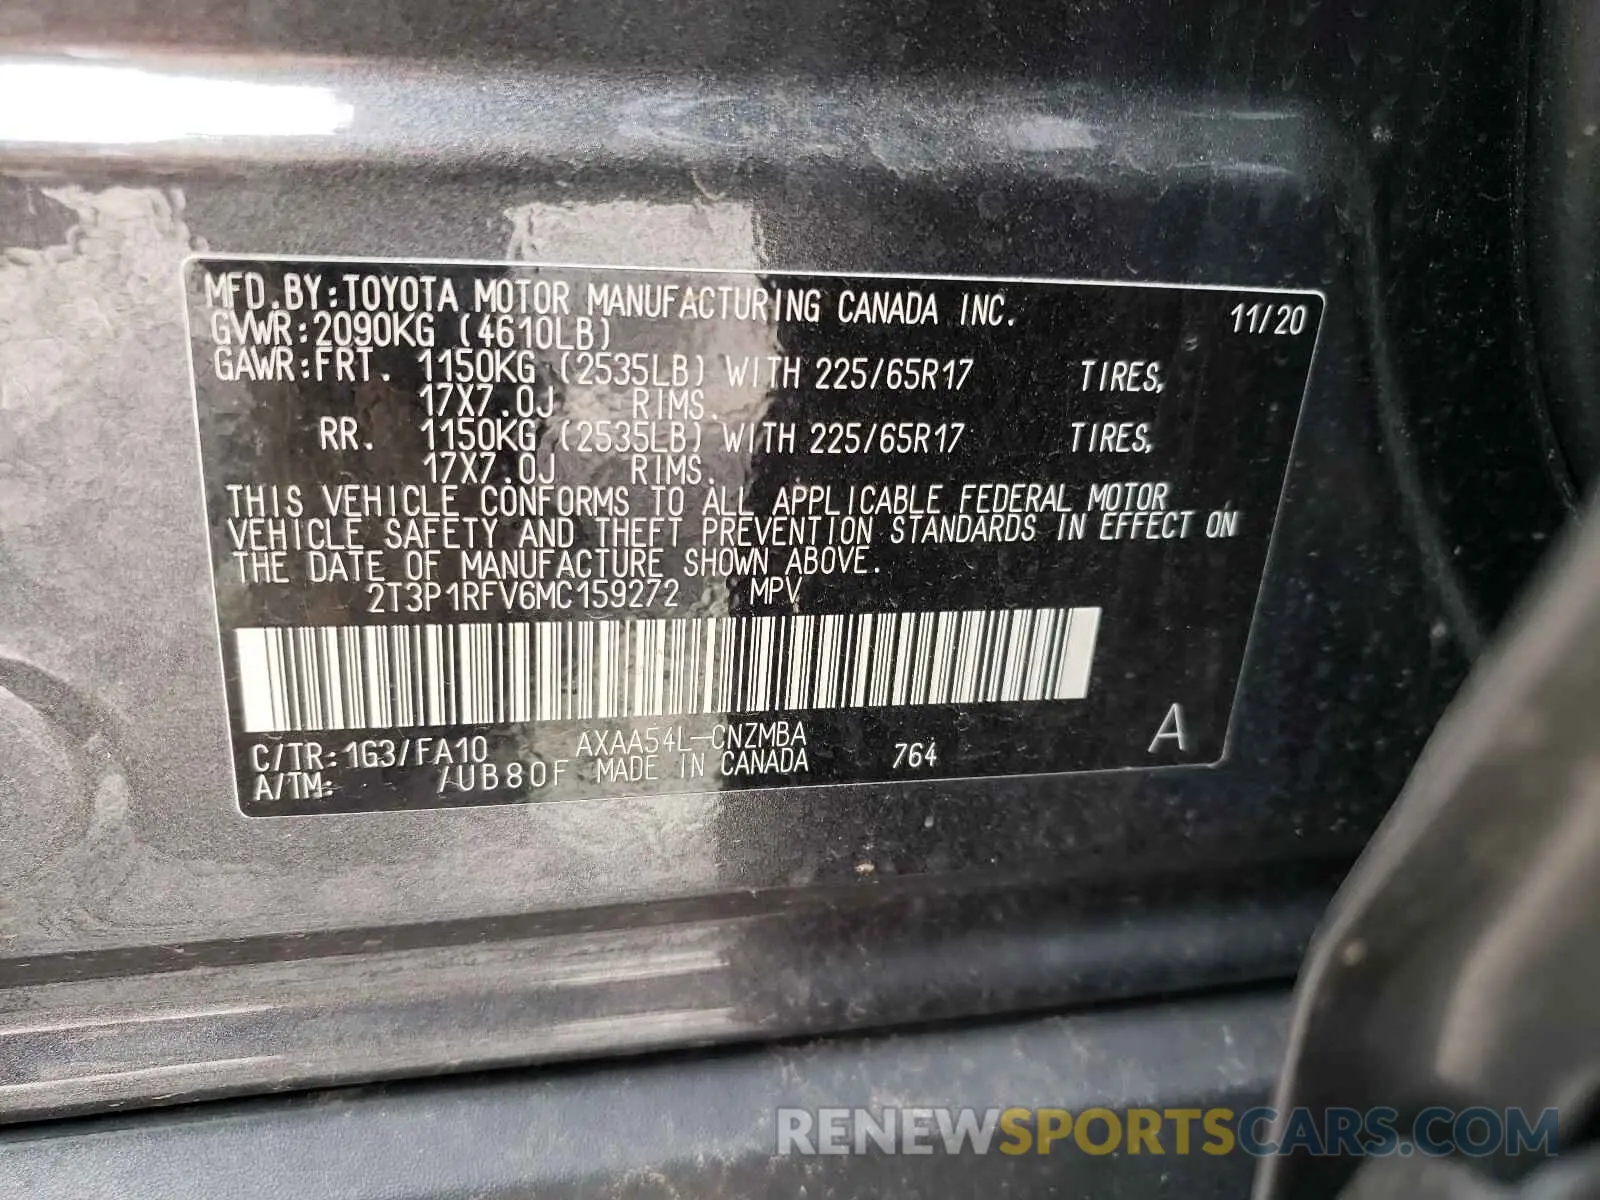 MFD.BY:TOYOTA MOTOR MANUFACTURING CANADA INC. 11/20
GVWR:2090KG (4610LB)
GAWR:FRT. 1150KG (2535LB) WITH 225/65R17 TIRES,
17X7.0J RIMS.
RR. 1150KG (2535LB) WITH 225/65R17 TIRES,
17X7.0J RIMS.
THIS VEHICLE CONFORMS TO ALL APPLICABLE FEDERAL MOTOR
VEHICLE SAFETY AND THEFT PREVENTION STANDARDS IN EFFECT ON
THE DATE OF MANUFACTURE SHOWN ABOVE.
2T3P1RFV6MC159272 MPV
C/TR:1G3/FA10 AXAA54L-CNZMBA
A/TM: /UB80F MADE IN CANADA 764 A
RENEWSPORTSCARS.COM